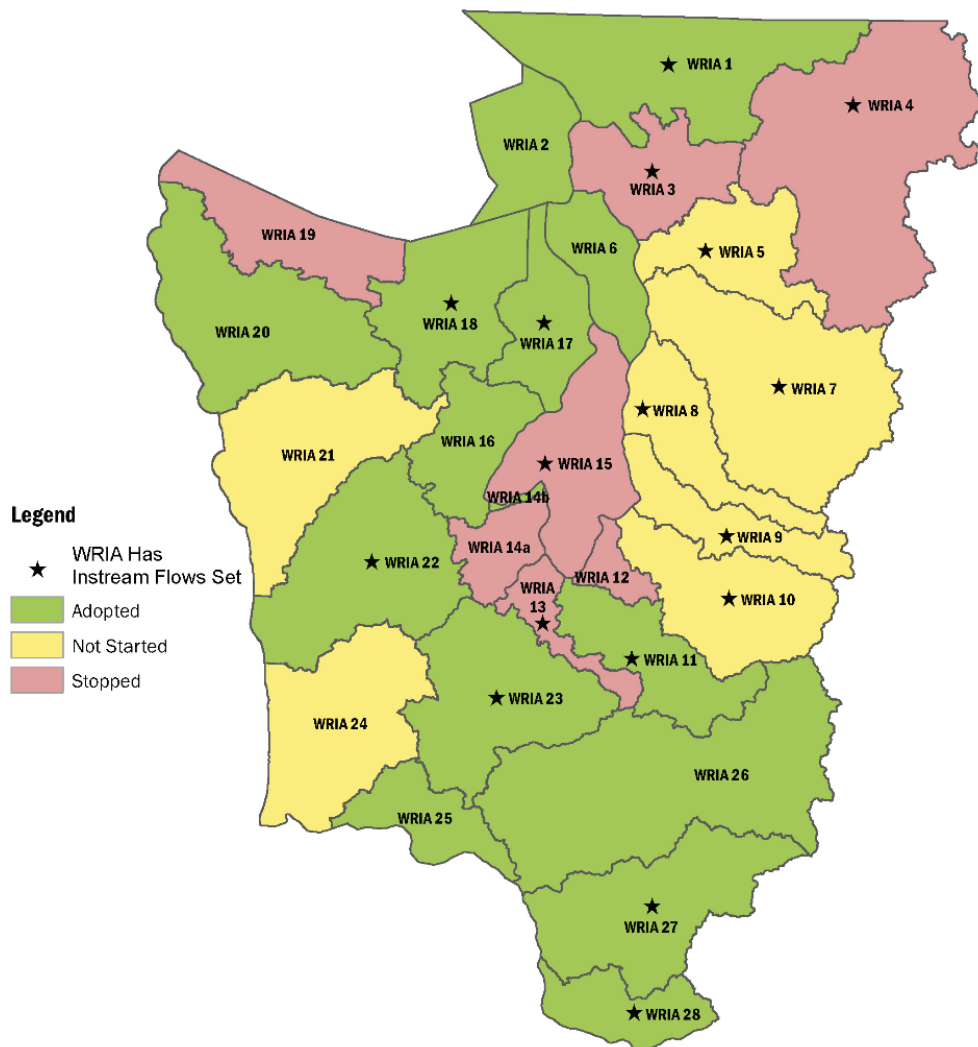 WRIA 1
WRIA 4
WRIA 2
WRIA 3
WRIA 19
WRIA 6
WRIA 5
WRIA 20
WRIA 18
WRIA 17
WRIA 7
WRIA 8
WRIA 16
WRIA 21
WRIA 15
WRIA 14b
Legend
WRIA Has
Instream Flows Set
Adopted
Not Started
Stopped
WRIA 9
WRIA 14a
WRIA 22
WRIA 12
WRIA
13
WRIA 10
WRIA 11
WRIA 23
WRIA 24
WRIA 26
WRIA 25
WRIA 27
WRIA 28